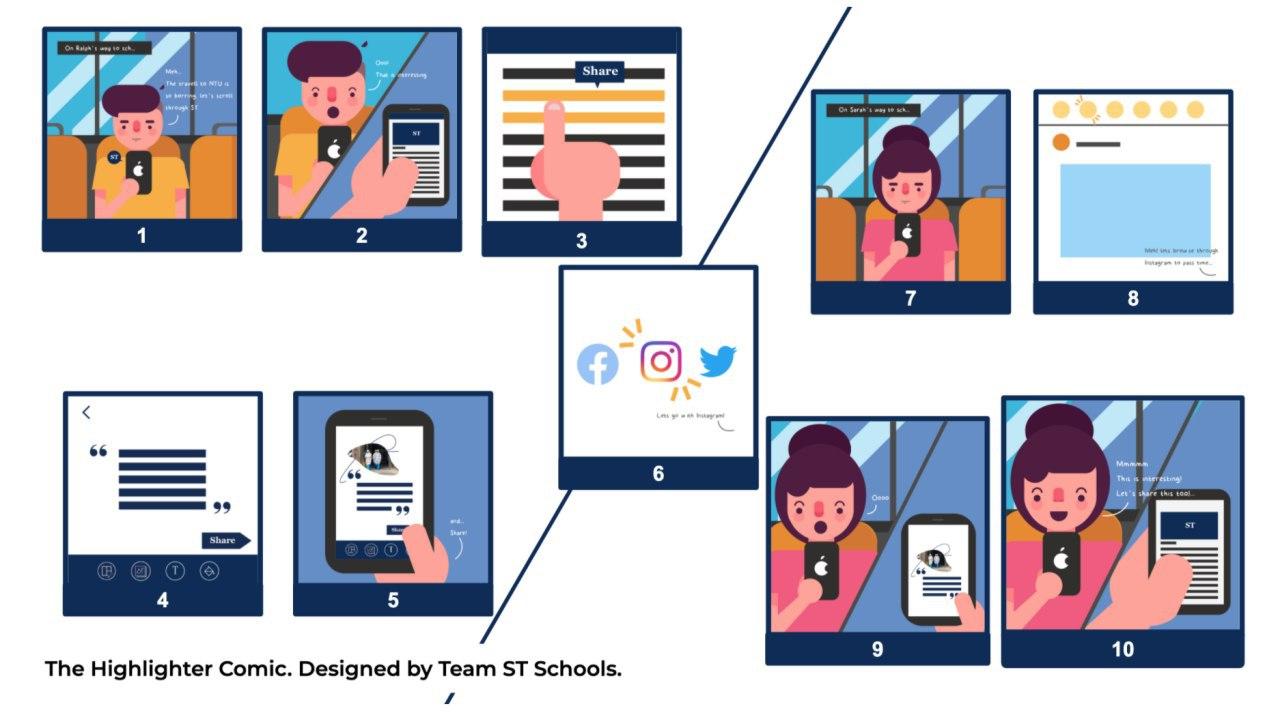 On Ralph's way to sch...
Meh...
The travell to NTU is
so borring, let's scroll
through ST
ST
1
Ooo!
That is interesting
ST
2
Share
3
“
”
Share
T
4
“
”
Share
T
and...
Share!
5
Lets go with Instagram!
6
On Sarah's way to sch...
7
Meh! lets browse through
Instagram to pass time...
8
Oooo
“
”
9
Mmmmm
This is interesting!
Let's share this too!...
ST
10
The Highlighter Comic. Designed by Team ST Schools.